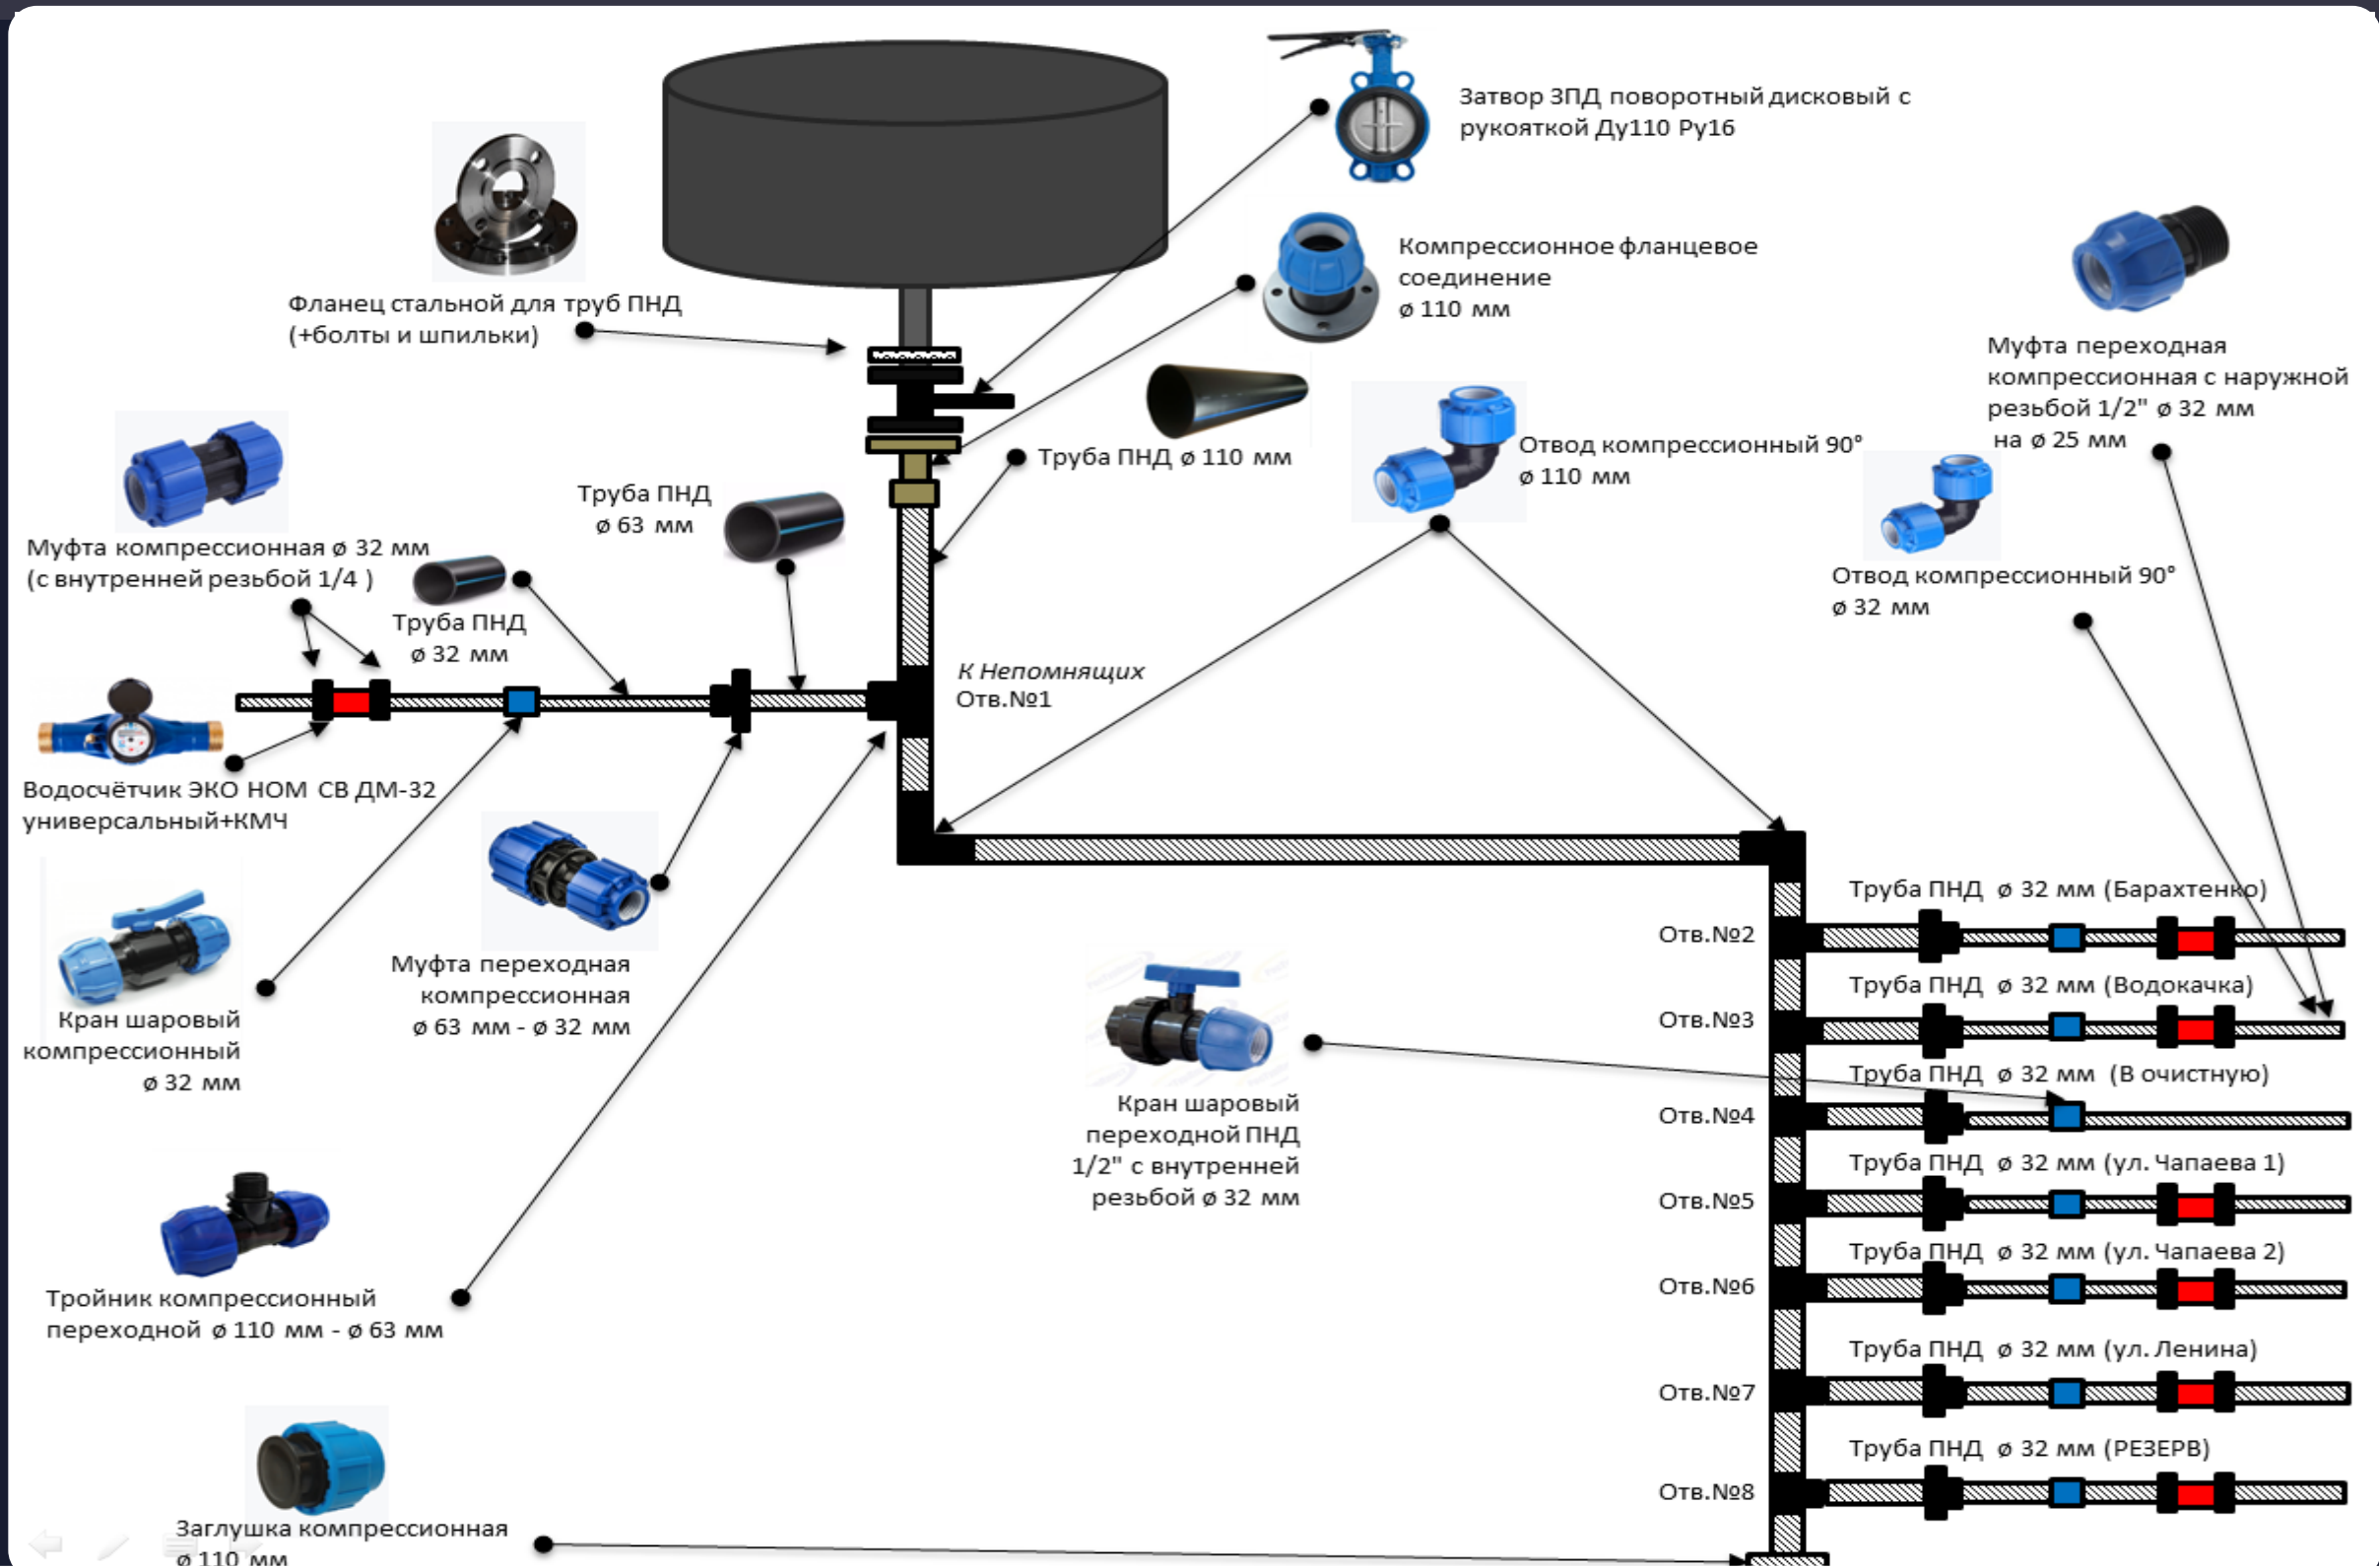 Затвор ЗПД поворотный дисковый с
рукояткой Ду110 Ру16
Фланец стальной для труб ПНД
(+болты и шпильки)
Компрессионное фланцевое
соединение
ø 110 мм
Муфта переходная
компрессионная с наружной
резьбой 1/2" ø 32 мм
на ø 25 мм
Труба ПНД ø 110 мм
Отвод компрессионный 90°
ø 110 мм
Труба ПНД
ø 63 мм
Муфта компрессионная ø 32 мм
(с внутренней резьбой 1/4 )
Труба ПНД
ø 32 мм
Отвод компрессионный 90°
ø 32 мм
К Непомнящих
Отв.№1
Водосчётчик ЭКО НОМ СВ ДМ-32
универсальный+КМЧ
Муфта переходная
компрессионная
ø 63 мм - ø 32 мм
Кран шаровый
компрессионный
ø 32 мм
Кран шаровый
переходной ПНД
1/2" с внутренней
резьбой ø 32 мм
Тройник компрессионный
переходной ø 110 мм - ø 63 мм
Труба ПНД ø 32 мм (Барахтенко)
Отв.№2
Труба ПНД ø 32 мм (Водокачка)
Отв.№3
Труба ПНД ø 32 мм (В очистную)
Отв.№4
Труба ПНД ø 32 мм (ул. Чапаева 1)
Отв.№5
Труба ПНД ø 32 мм (ул. Чапаева 2)
Отв.№6
Труба ПНД ø 32 мм (ул. Ленина)
Отв.№7
Труба ПНД ø 32 мм (РЕЗЕРВ)
Отв.№8
Заглушка компрессионная
ø 110 мм